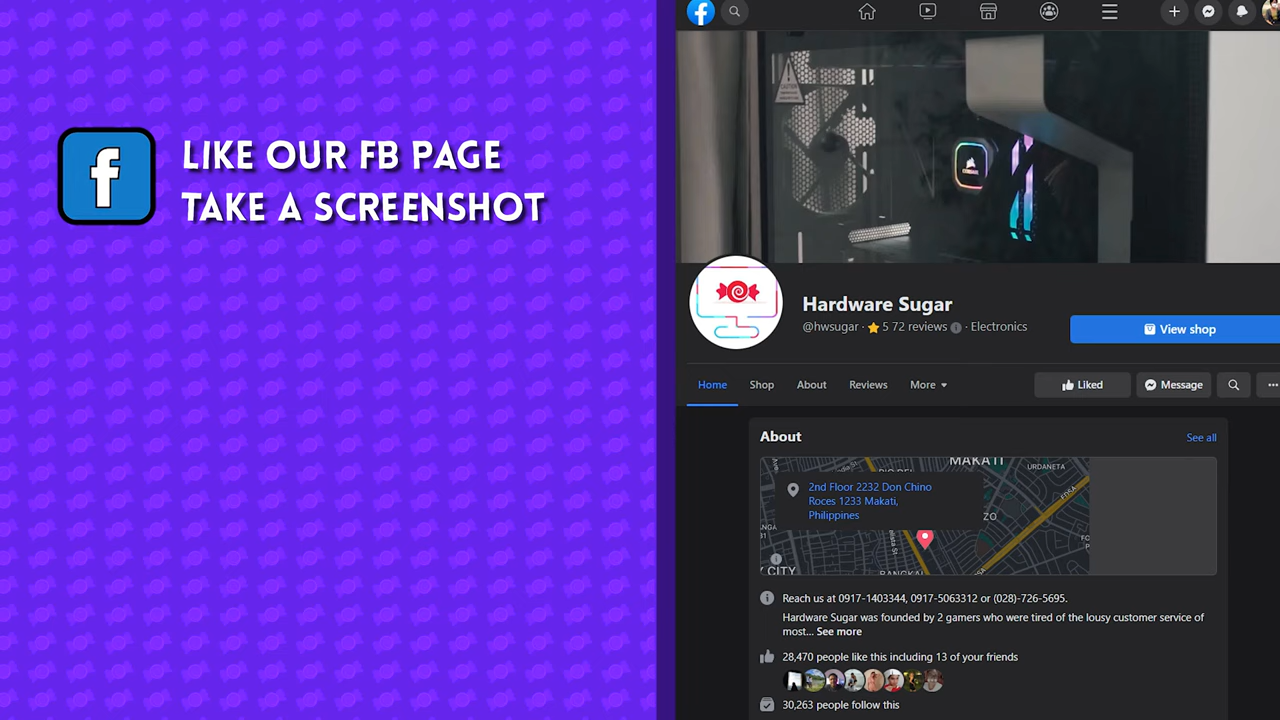 LIKE OUR FB PAGE
TAKE A SCREENSHOT
Hardware Sugar
@hwsugar · 5 72 reviews · Electronics
View shop
Home
Shop
About
Reviews
More
Liked
Message
About
See all
MAKATI
URDANETA
2nd Floor 2232 Don Chino
Roces 1233 Makati,
Philippines
ZO
EDSA
CITY
BANGKAL
Reach us at 0917-1403344, 0917-5063312 or (028)-726-5695.
Hardware Sugar was founded by 2 gamers who were tired of the lousy customer service of
most... See more
28,470 people like this including 13 of your friends
30,263 people follow this